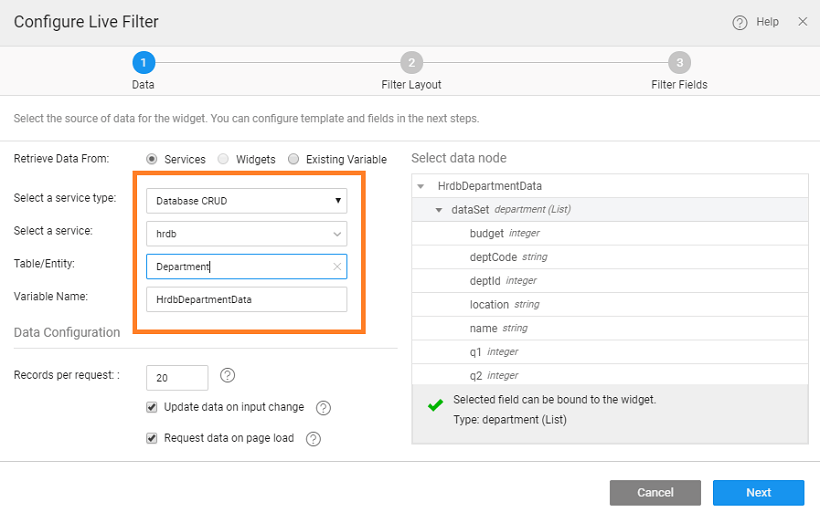 Configure Live Filter
Help
1 2 3
Data Filter Layout Filter Fields
Select the source of data for the widget. You can configure template and fields in the next steps.
Retrieve Data From: Services Widgets Existing Variable
Select a service type: Database CRUD
Select a service: hrdb
Table/Entity: Department
Variable Name: HrdbDepartmentData
Data Configuration
Records per request: : 20 ?
Update data on input change ?
Request data on page load ?
Select data node
HrdbDepartmentData
dataSet department (List)
budget integer
deptCode string
deptId integer
location string
name string
q1 integer
q2 integer
Selected field can be bound to the widget.
Type: department (List)
Cancel Next